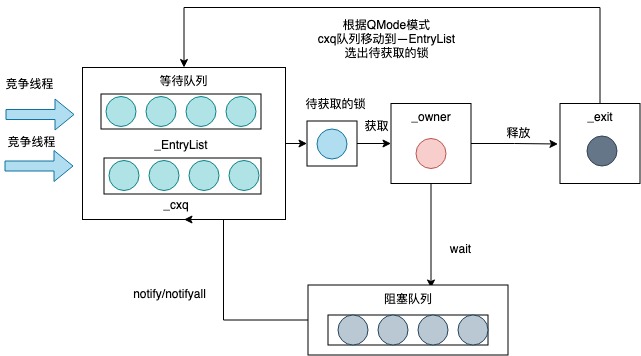 根据QMode模式
cxq队列移动到—EntryList
选出待获取的锁
竞争线程
等待队列
待获取的锁
_owner
_exit
获取
释放
竞争线程
_EntryList
_cxq
wait
notify/notifyall
阻塞队列